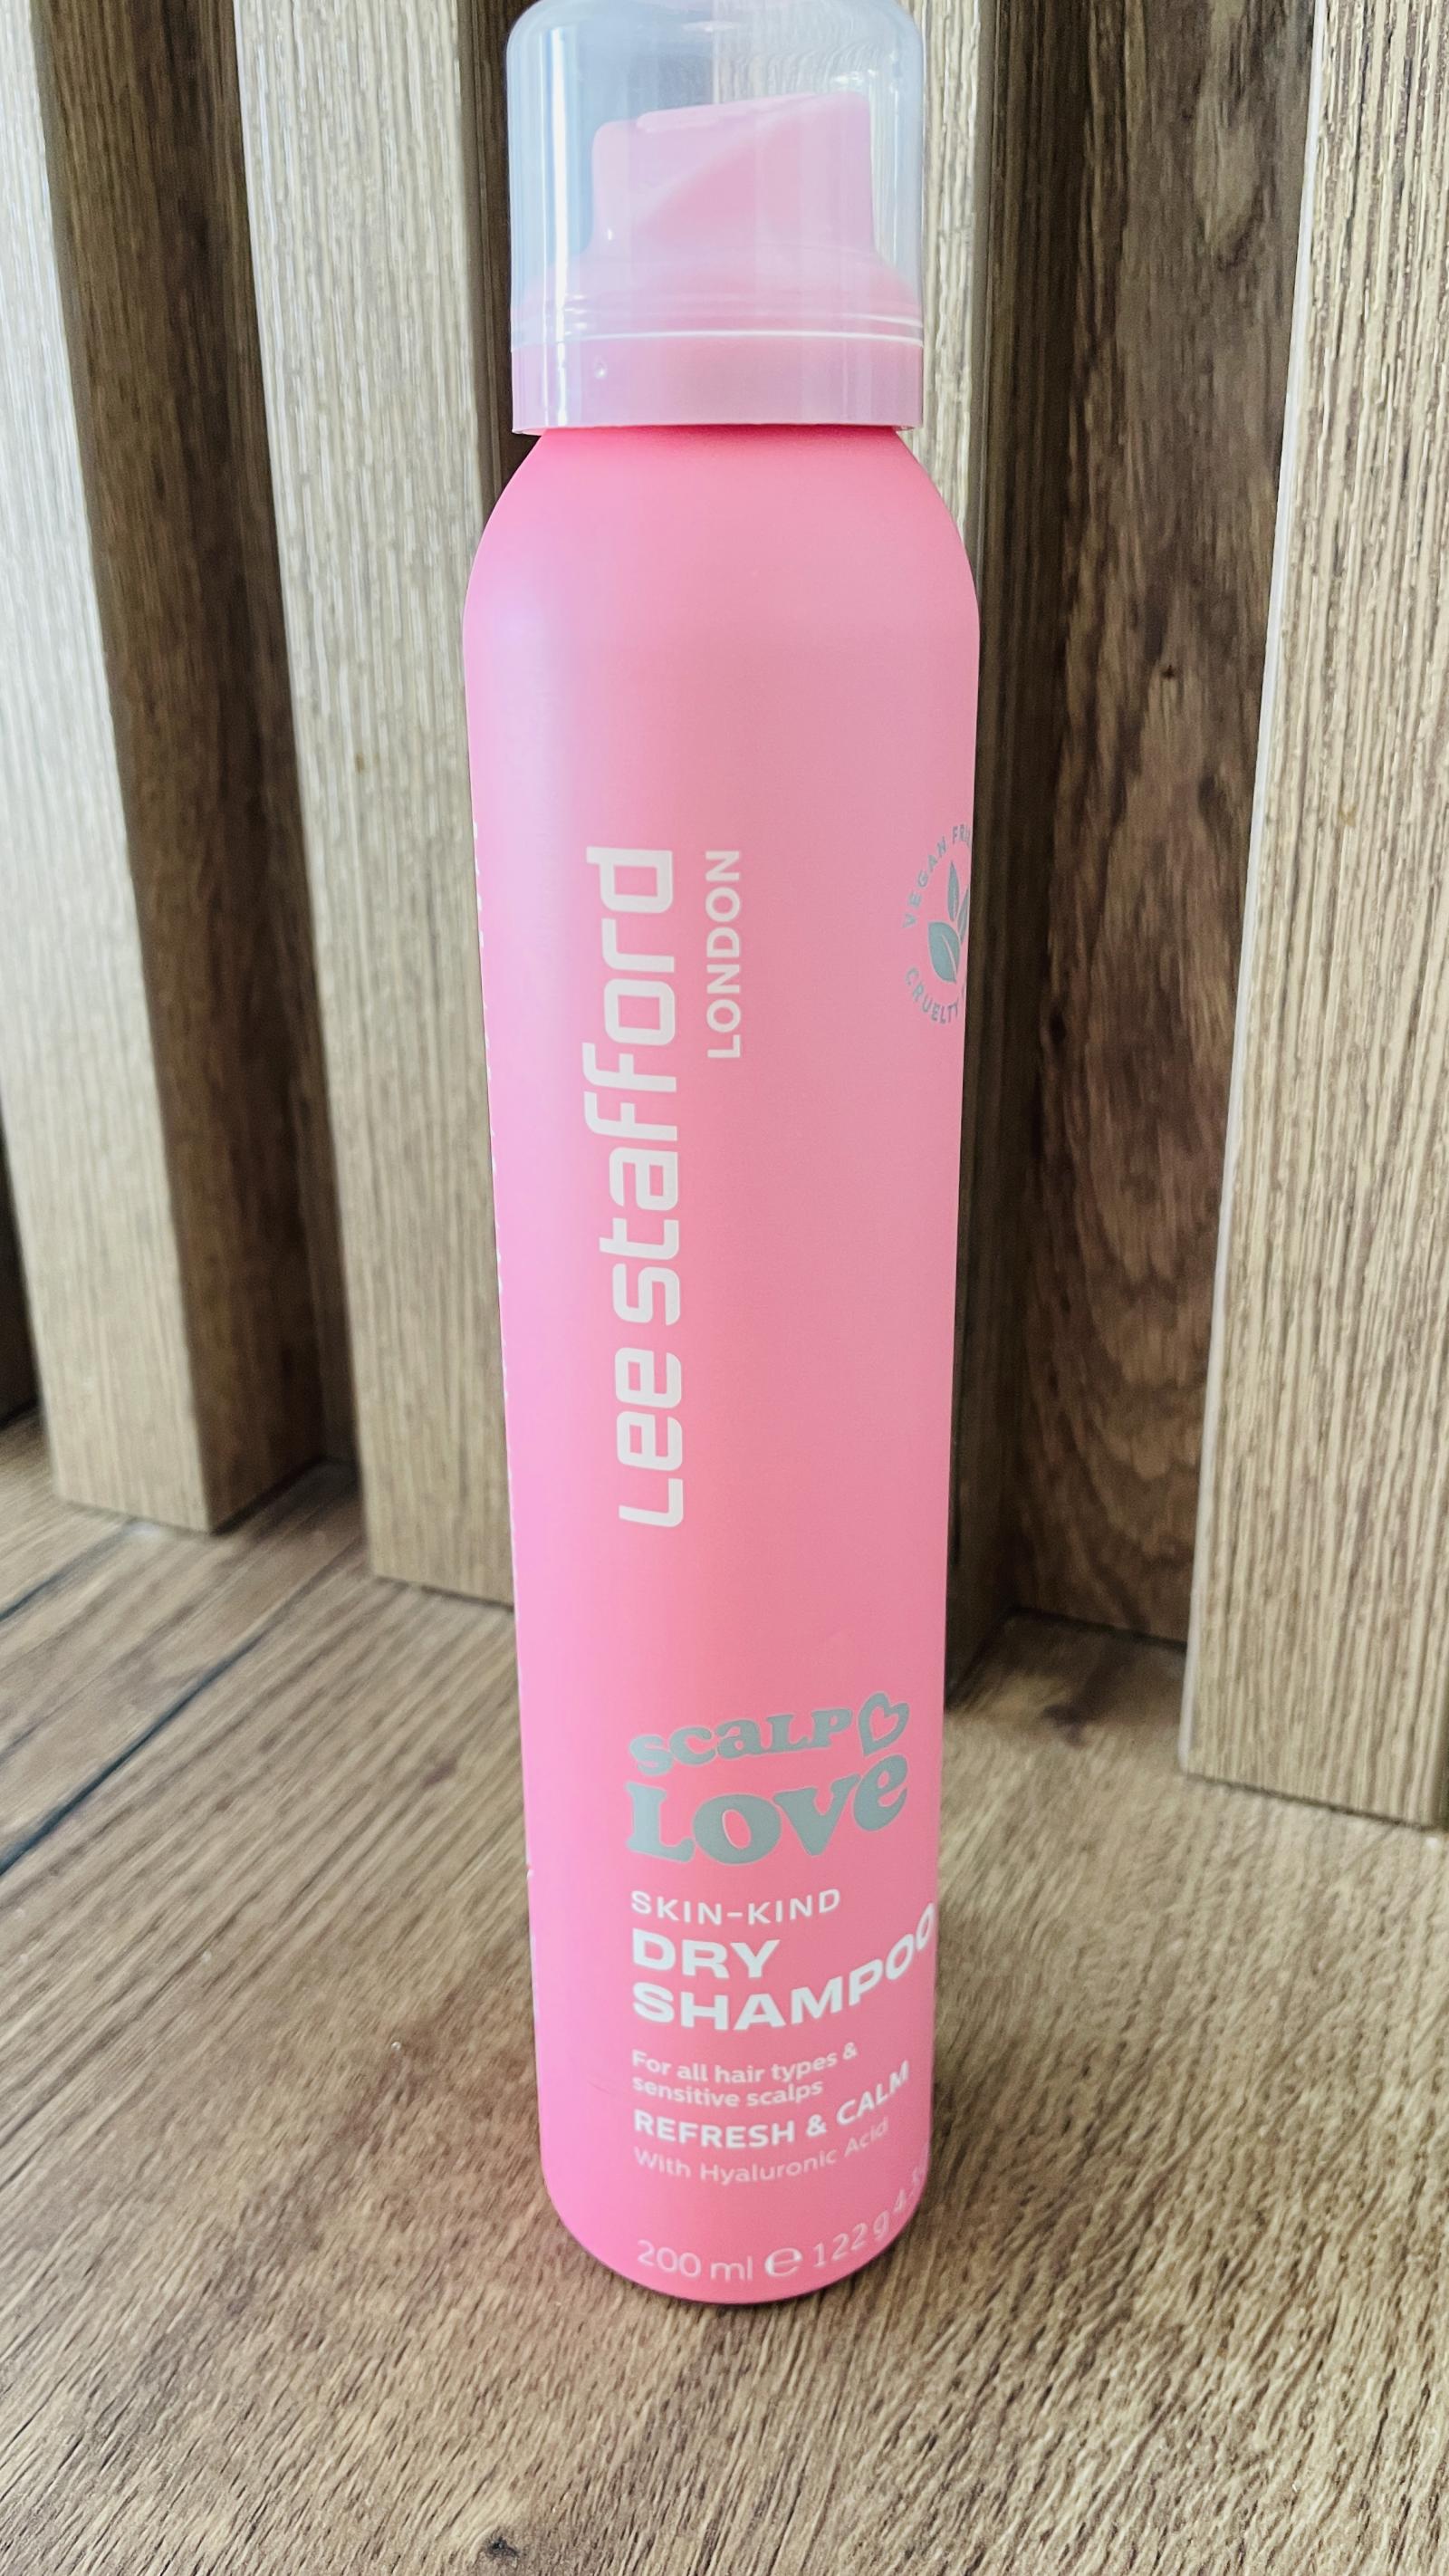 Lee Stafford
LONDON
VEGAN
CRUELTY
SCALP
LOVE
SKIN-KIND
DRY
SHAMPOO
For all hair types &
sensitive scalps
REFRESH & CALM
With Hyaluronic Acid
200 ml e 122 g